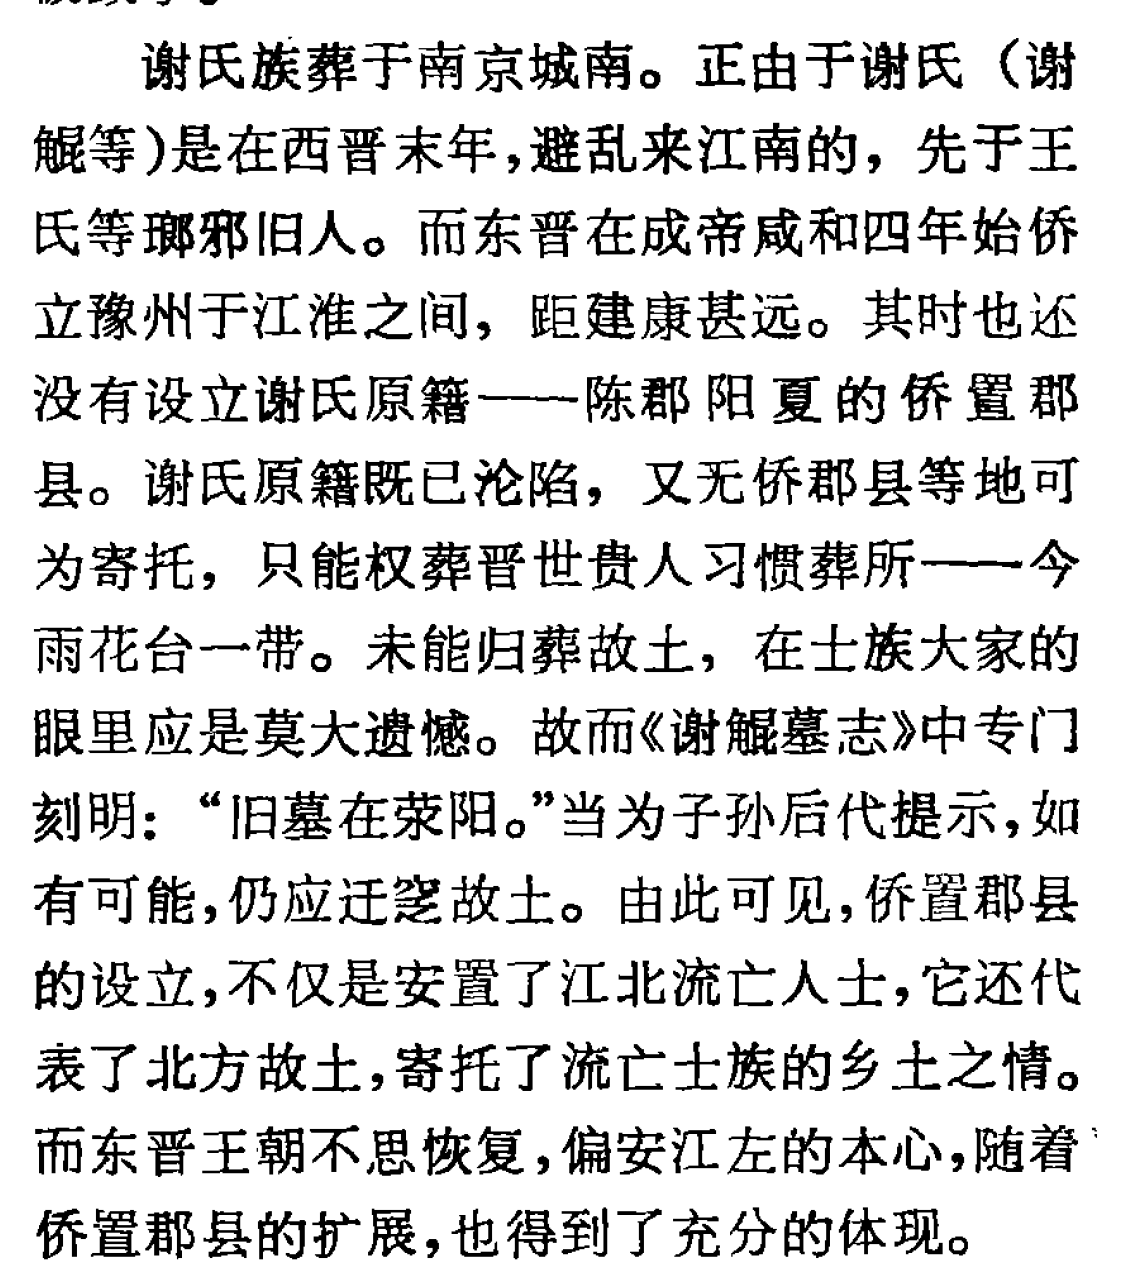 谢氏族葬于南京城南。正由于谢氏（谢
鲲等）是在西晋末年，避乱来江南的，先于王
氏等瑯邪旧人。而东晋在成帝咸和四年始侨
立豫州于江淮之间，距建康甚远。其时也还
没有设立谢氏原籍——陈郡阳夏的侨置郡
县。谢氏原籍既已沦陷，又无侨郡县等地可
为寄托，只能权葬晋世贵人习惯葬所——今
雨花台一带。未能归葬故土，在士族大家的
眼里应是莫大遗憾。故而《谢鲲墓志》中专门
刻明：“旧墓在荥阳。”当为子孙后代提示，如
有可能，仍应迁窆故土。由此可见，侨置郡县
的设立，不仅是安置了江北流亡人士，它还代
表了北方故土，寄托了流亡士族的乡土之情。
而东晋王朝不思恢复，偏安江左的本心，随着
侨置郡县的扩展，也得到了充分的体现。